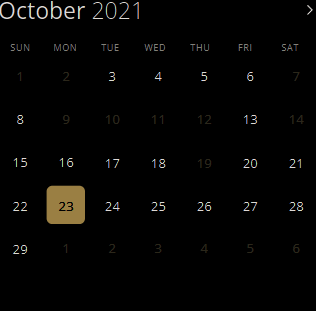 October 2021 >
SUN MON TUE WED THU FRI SAT
1 2 3 4 5 6 7
8 9 10 11 12 13 14
15 16 17 18 19 20 21
22 23 24 25 26 27 28
29 1 2 3 4 5 6